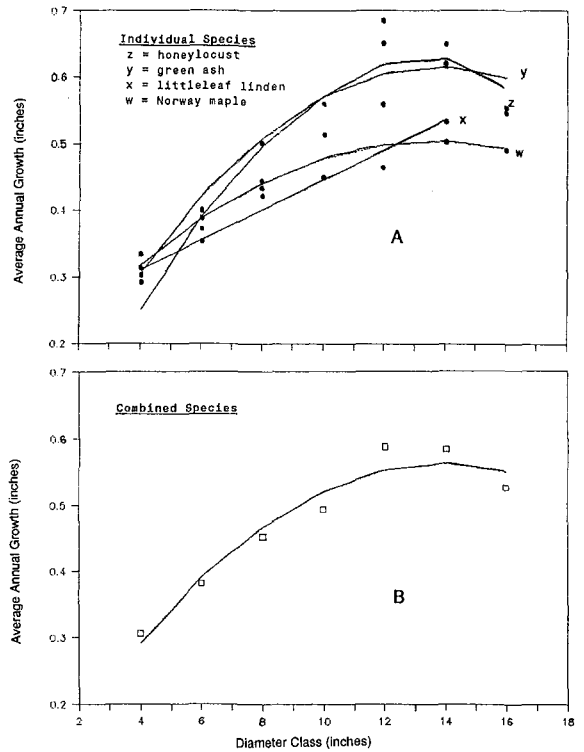 0.7
Individual Species
z = honeylocust
y = green ash
x = littleleaf linden
w = Norway maple
0.6
0.5
0.4
0.3
0.2
y
z
x
w
A
Average Annual Growth (inches)
0.7
Combined Species
0.6
0.5
0.4
0.3
0.2
B
Average Annual Growth (inches)
2 4 6 8 10 12 14 16 18
Diameter Class (inches)